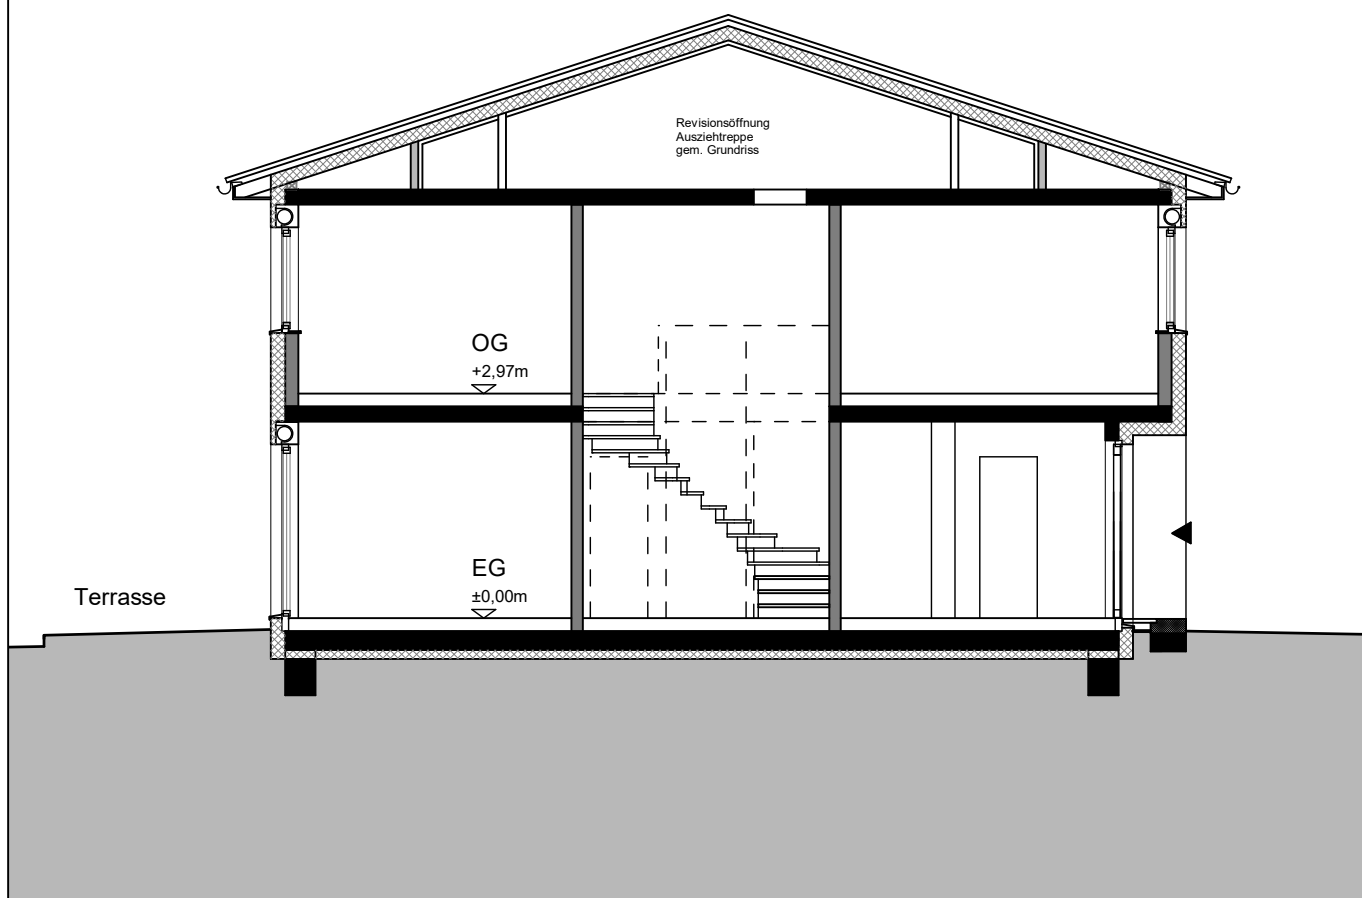 Revisionsöffnung
Ausziehtreppe
gem. Grundriss
OG
+2,97m
EG
±0,00m
Terrasse